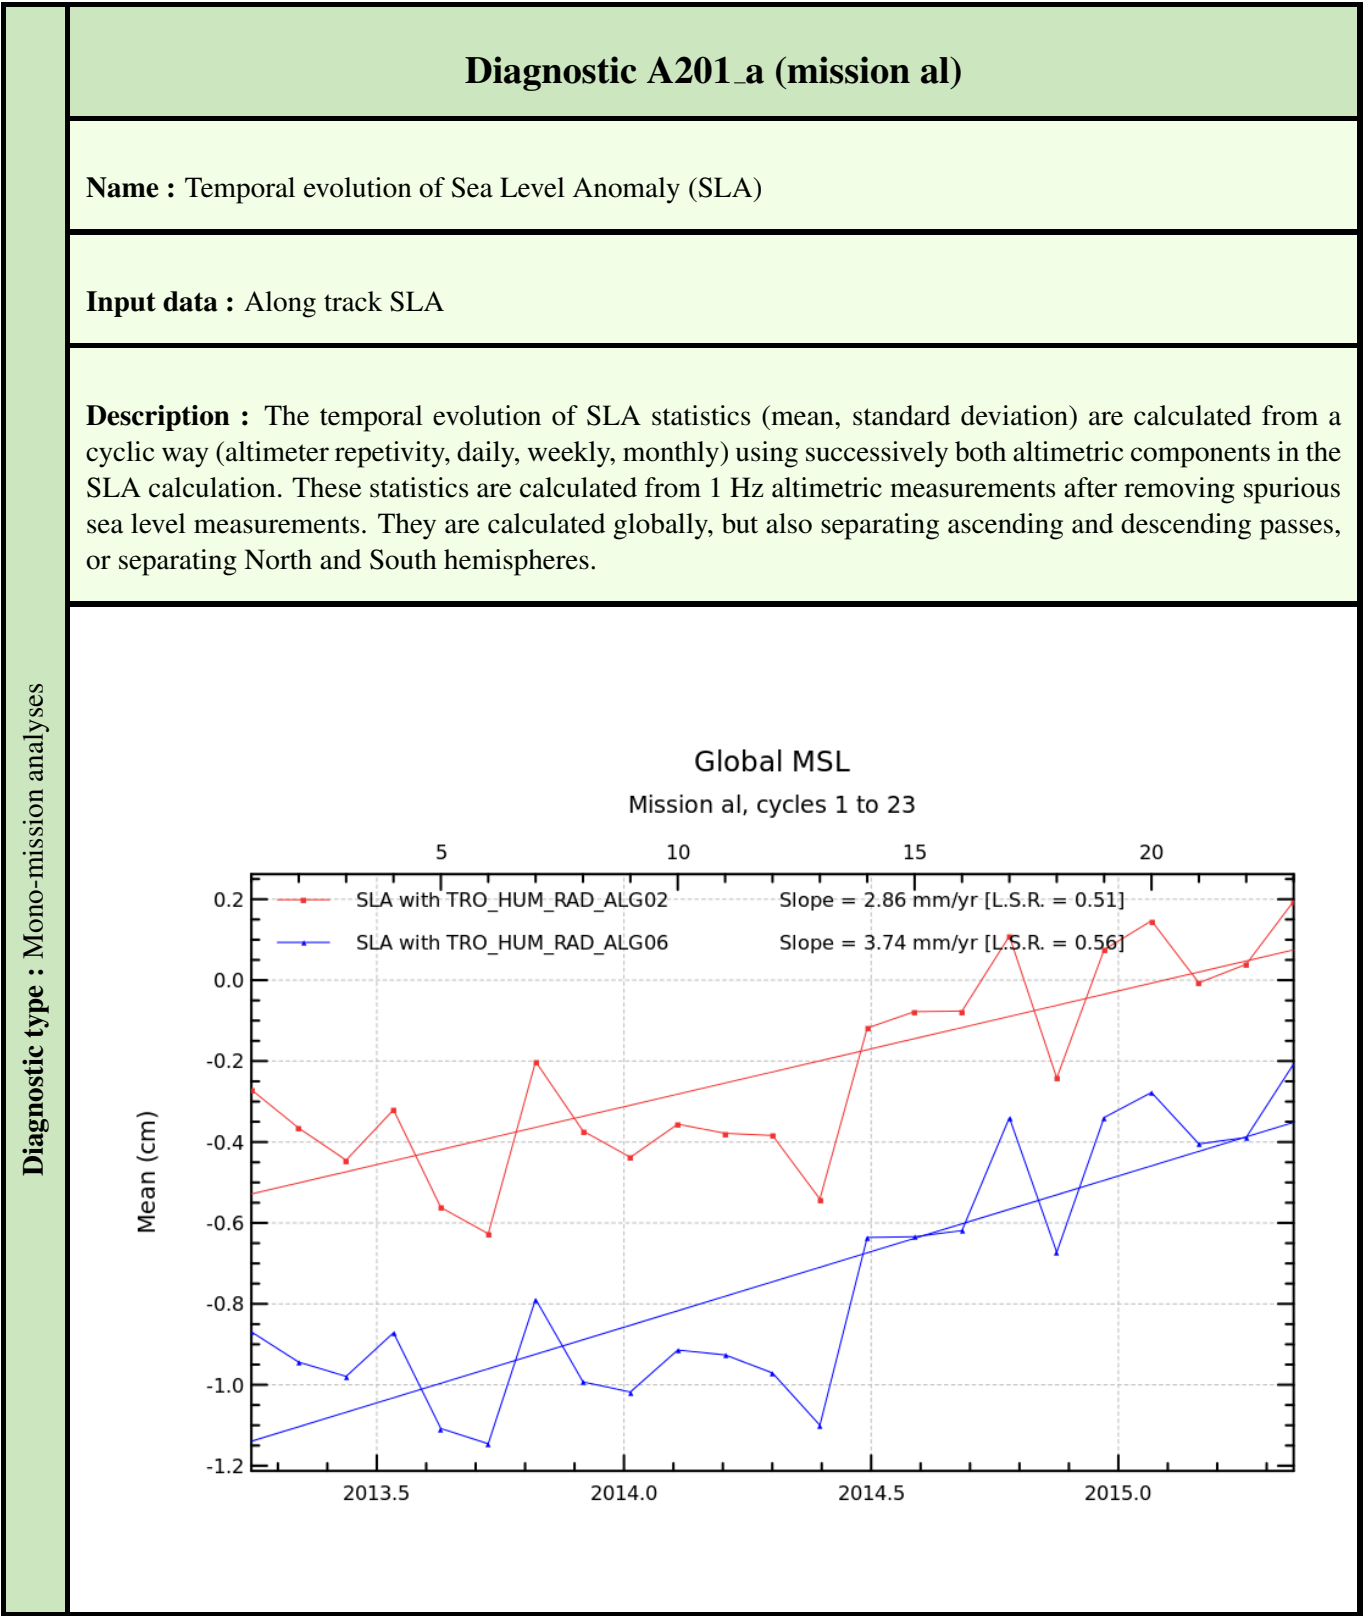 Diagnostic A201_a (mission al)
Name : Temporal evolution of Sea Level Anomaly (SLA)
Input data : Along track SLA
Description : The temporal evolution of SLA statistics (mean, standard deviation) are calculated from a
cyclic way (altimeter repetivity, daily, weekly, monthly) using successively both altimetric components in the
SLA calculation. These statistics are calculated from 1 Hz altimetric measurements after removing spurious
sea level measurements. They are calculated globally, but also separating ascending and descending passes,
or separating North and South hemispheres.
Diagnostic type : Mono-mission analyses
Global MSL
Mission al, cycles 1 to 23
5 10 15 20
SLA with TRO_HUM_RAD_ALG02 Slope = 2.86 mm/yr [L.S.R. = 0.51]
SLA with TRO_HUM_RAD_ALG06 Slope = 3.74 mm/yr [L.S.R. = 0.56]
Mean (cm)
0.2
0.0
-0.2
-0.4
-0.6
-0.8
-1.0
-1.2
2013.5 2014.0 2014.5 2015.0